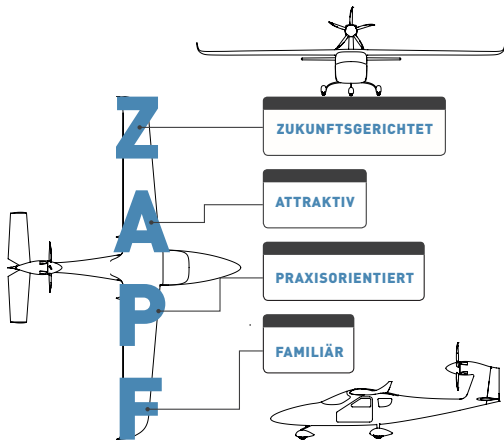 Z
ZUKUNFTSGERICHTET
A
ATTRAKTIV
P
PRAXISORIENTIERT
F
FAMILIÄR